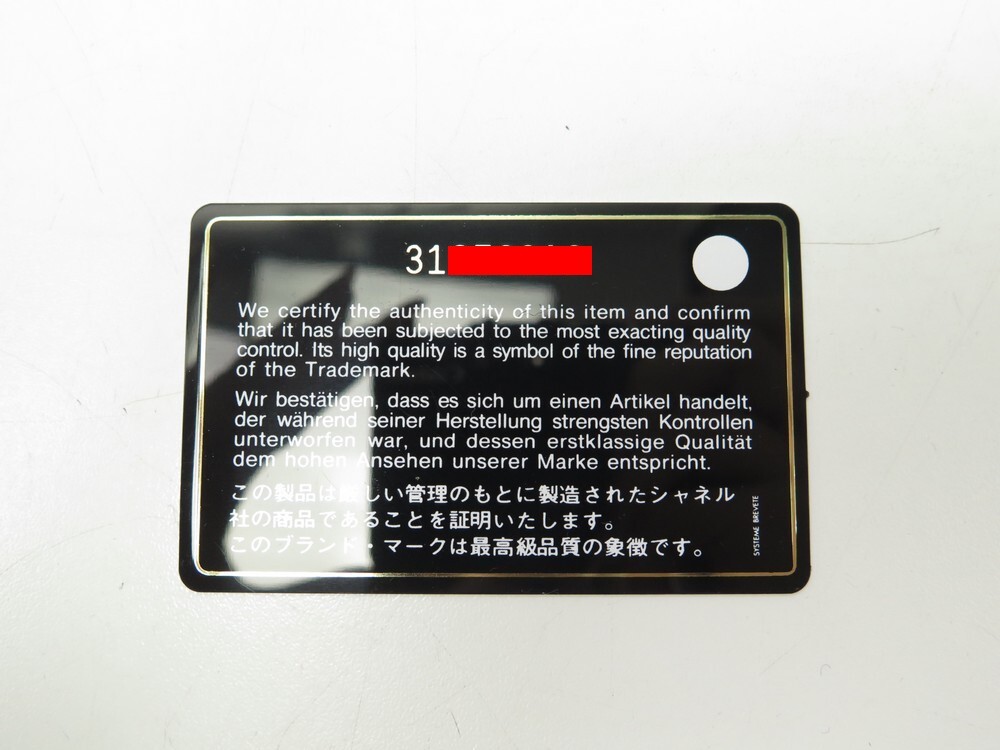 31
We certify the authenticity of this item and confirm
that it has been subjected to the most exacting quality
control. Its high quality is a symbol of the fine reputation
of the Trademark.
Wir bestätigen, dass es sich um einen Artikel handelt,
der während seiner Herstellung strengsten Kontrollen
unterworfen war, und dessen erstklassige Qualität
dem hohen Ansehen unserer Marke entspricht.
この製品は厳しい管理のもとに製造されたシャネル
社の商品であることを証明いたします。
このブランド・マークは最高級品質の象徴です。
SYSTEME BREVETE